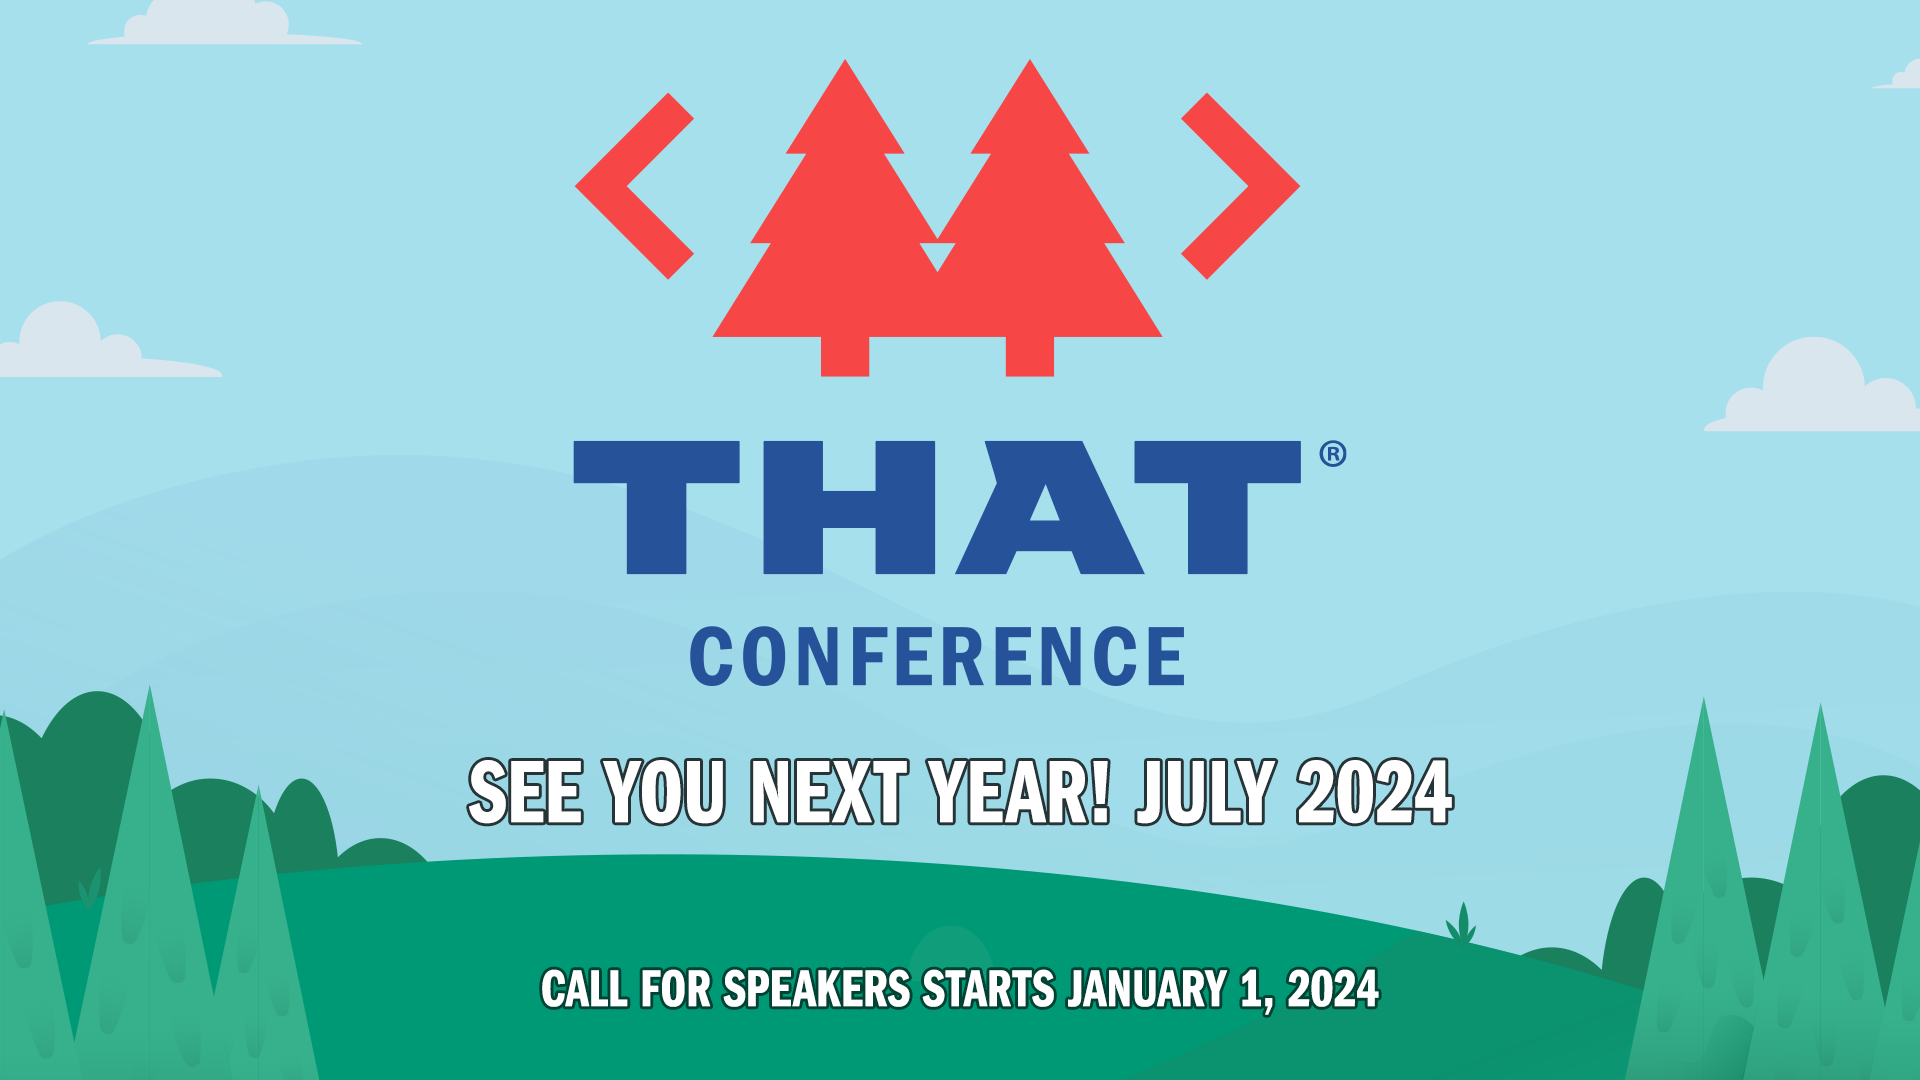 THAT®
CONFERENCE
SEE YOU NEXT YEAR! JULY 2024
CALL FOR SPEAKERS STARTS JANUARY 1, 2024